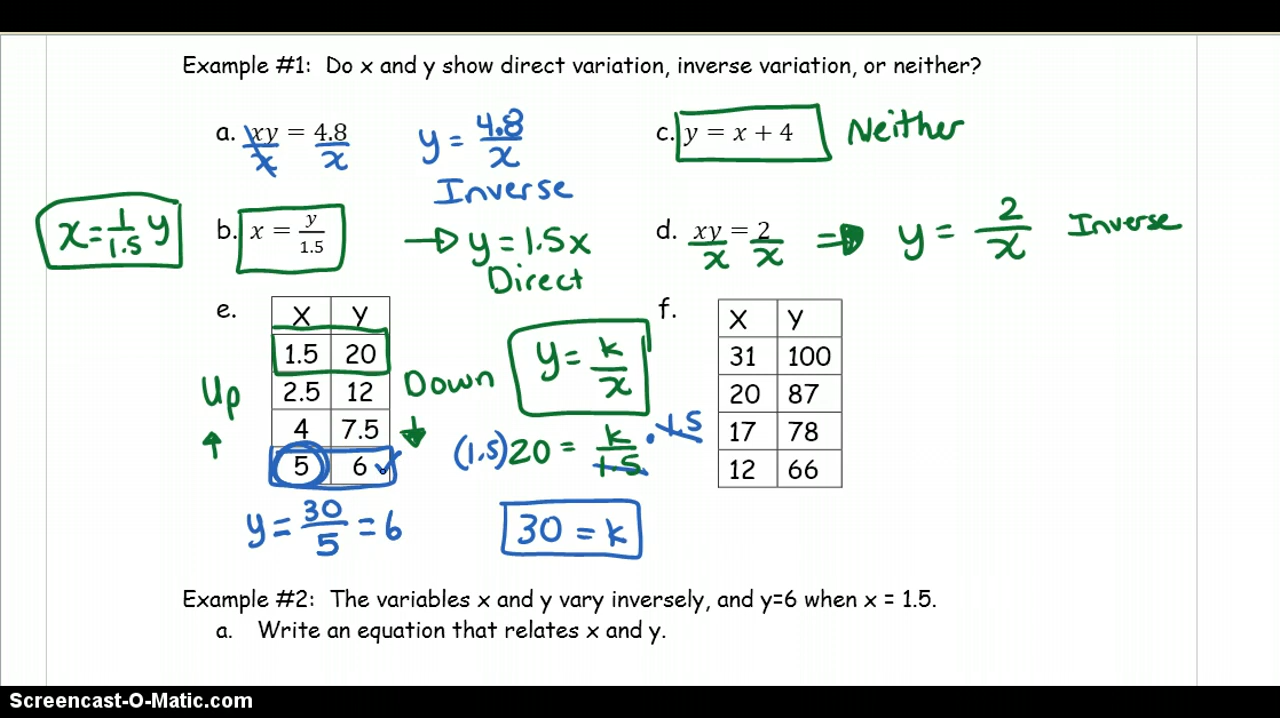 Example #1: Do x and y show direct variation, inverse variation, or neither?
a. xy = 4.8
x x
y = 4.8/x
Inverse
c. y = x + 4 Neither
x = 1/1.5 y
b. x = y/1.5
→ y = 1.5x
Direct
d. xy = 2
x x
⇒ y = 2/x Inverse
e.
X Y
1.5 20
2.5 12
4 7.5
5 6 ✓
Up ↑
Down ↓
y = k/x
(1.5) 20 = k/1.5 · 1.5
y = 30/5 = 6
30 = k
f.
X Y
31 100
20 87
17 78
12 66
Example #2: The variables x and y vary inversely, and y=6 when x = 1.5.
a. Write an equation that relates x and y.
Screencast-O-Matic.com